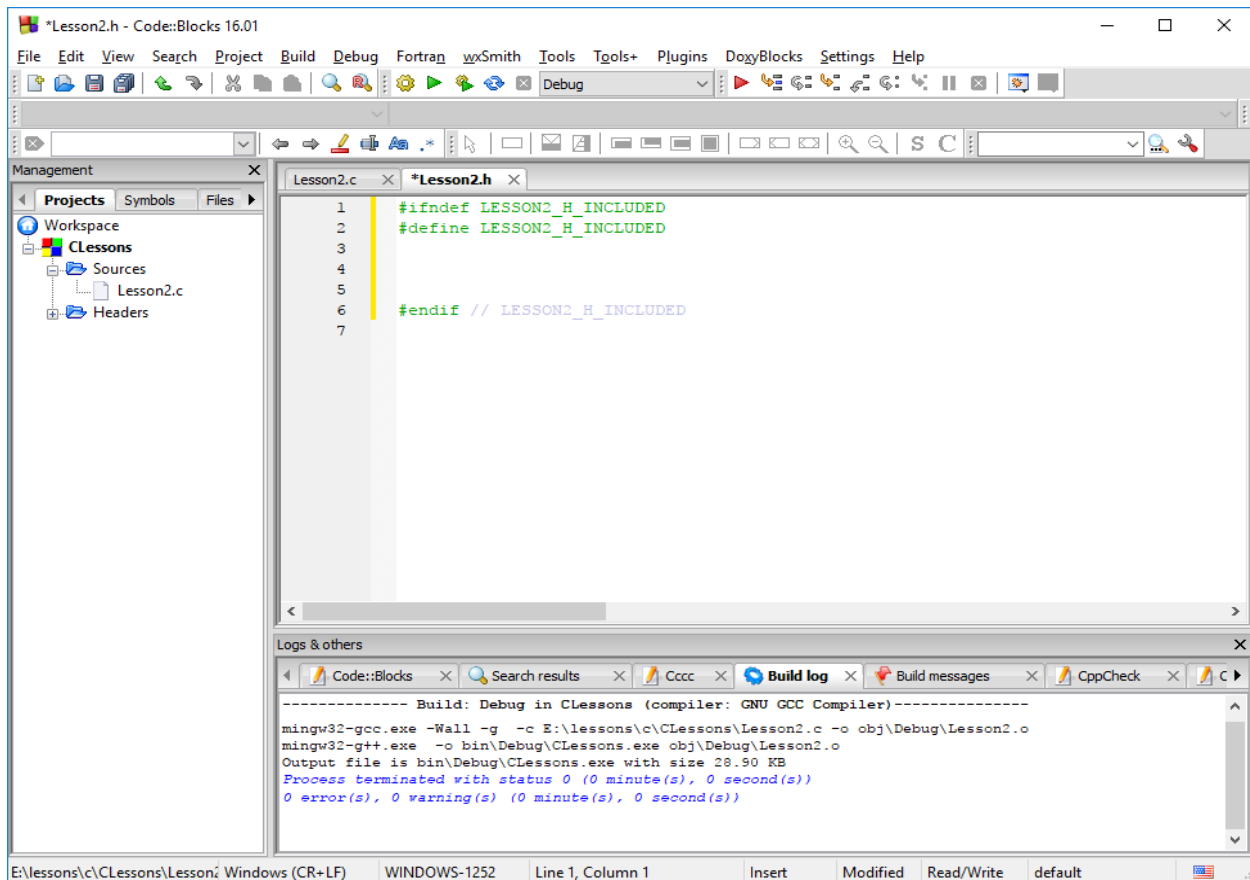 *Lesson2.h - Code::Blocks 16.01
File Edit View Search Project Build Debug Fortran wxSmith Tools Tools+ Plugins DoxyBlocks Settings Help
Debug
S C
Management
Projects Symbols Files
Workspace
CLessons
Sources
Lesson2.c
Headers
Lesson2.c *Lesson2.h
1 #ifndef LESSON2_H_INCLUDED
2 #define LESSON2_H_INCLUDED
3
4
5
6 #endif // LESSON2_H_INCLUDED
7
Logs & others
Code::Blocks Search results Cccc Build log Build messages CppCheck C
-------------- Build: Debug in CLessons (compiler: GNU GCC Compiler)---------------
mingw32-gcc.exe -Wall -g -c E:\lessons\c\CLessons\Lesson2.c -o obj\Debug\Lesson2.o
mingw32-g++.exe -o bin\Debug\CLessons.exe obj\Debug\Lesson2.o
Output file is bin\Debug\CLessons.exe with size 28.90 KB
Process terminated with status 0 (0 minute(s), 0 second(s))
0 error(s), 0 warning(s) (0 minute(s), 0 second(s))
E:\lessons\c\CLessons\Lesson2 Windows (CR+LF) WINDOWS-1252 Line 1, Column 1 Insert Modified Read/Write default